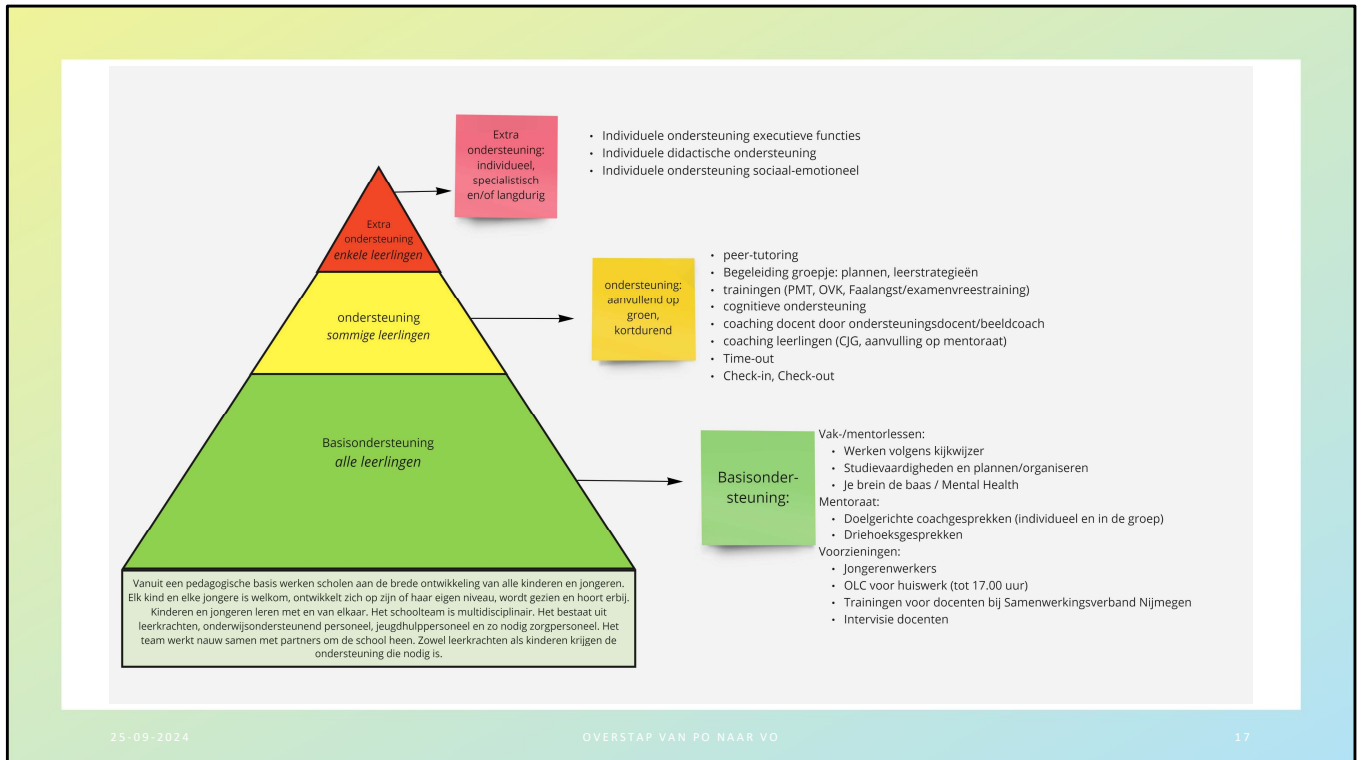 Extra
ondersteuning:
individueel,
specialistisch
en/of langdurig
• Individuele ondersteuning executieve functies
• Individuele didactische ondersteuning
• Individuele ondersteuning sociaal-emotioneel
Extra
ondersteuning
enkele leerlingen
ondersteuning:
aanvullend op
groen,
kortdurend
• peer-tutoring
• Begeleiding groepje: plannen, leerstrategieën
• trainingen (PMT, OVK, Faalangst/examenvreestraining)
• cognitieve ondersteuning
• coaching docent door ondersteuningsdocent/beeldcoach
• coaching leerlingen (CJG, aanvulling op mentoraat)
• Time-out
• Check-in, Check-out
ondersteuning
sommige leerlingen
Basisondersteuning
alle leerlingen
Basisonder-
steuning:
Vak-/mentorlessen:
• Werken volgens kijkwijzer
• Studievaardigheden en plannen/organiseren
• Je brein de baas / Mental Health
Mentoraat:
• Doelgerichte coachgesprekken (individueel en in de groep)
• Driehoeksgesprekken
Voorzieningen:
• Jongerenwerkers
• OLC voor huiswerk (tot 17.00 uur)
• Trainingen voor docenten bij Samenwerkingsverband Nijmegen
• Intervisie docenten
Vanuit een pedagogische basis werken scholen aan de brede ontwikkeling van alle kinderen en jongeren.
Elk kind en elke jongere is welkom, ontwikkelt zich op zijn of haar eigen niveau, wordt gezien en hoort erbij.
Kinderen en jongeren leren met en van elkaar. Het schoolteam is multidisciplinair. Het bestaat uit
leerkrachten, onderwijsondersteunend personeel, jeugdhulppersoneel en zo nodig zorgpersoneel. Het
team werkt nauw samen met partners om de school heen. Zowel leerkrachten als kinderen krijgen de
ondersteuning die nodig is.
25-09-2024
OVERSTAP VAN PO NAAR VO
17